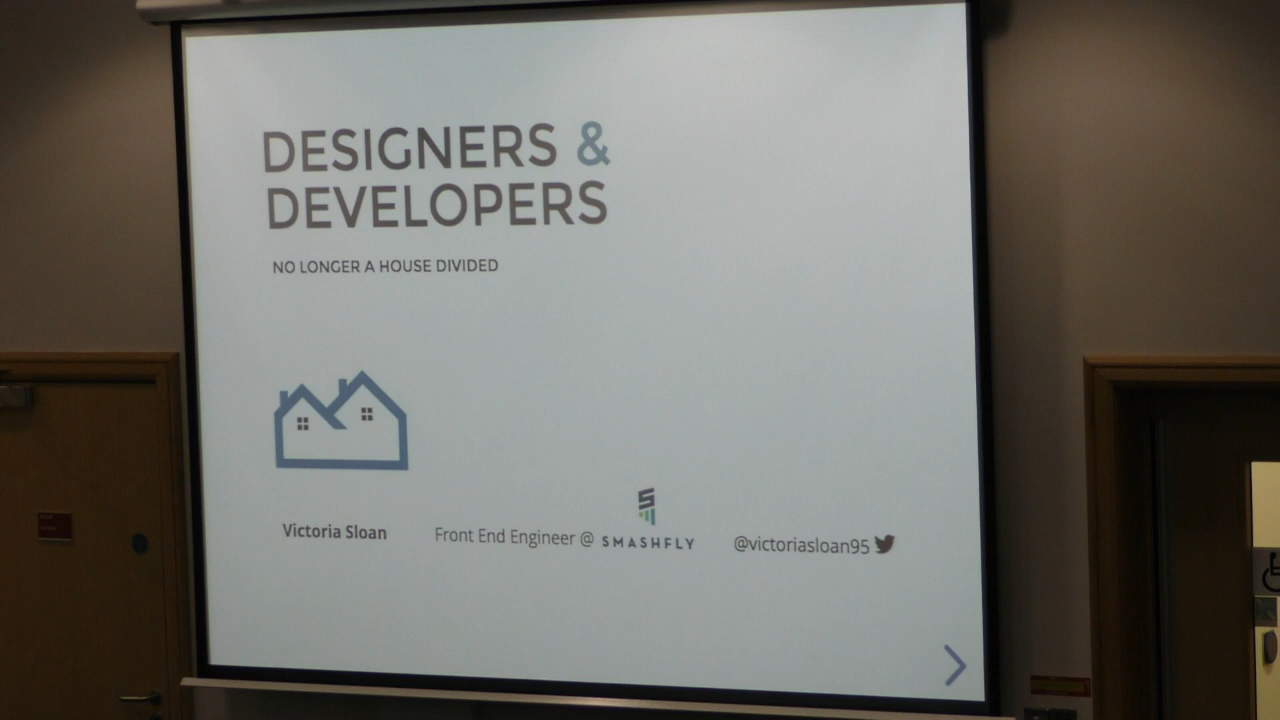 DESIGNERS &
DEVELOPERS
NO LONGER A HOUSE DIVIDED
Victoria Sloan
Front End Engineer @ SMASHFLY
@victoriasloan95